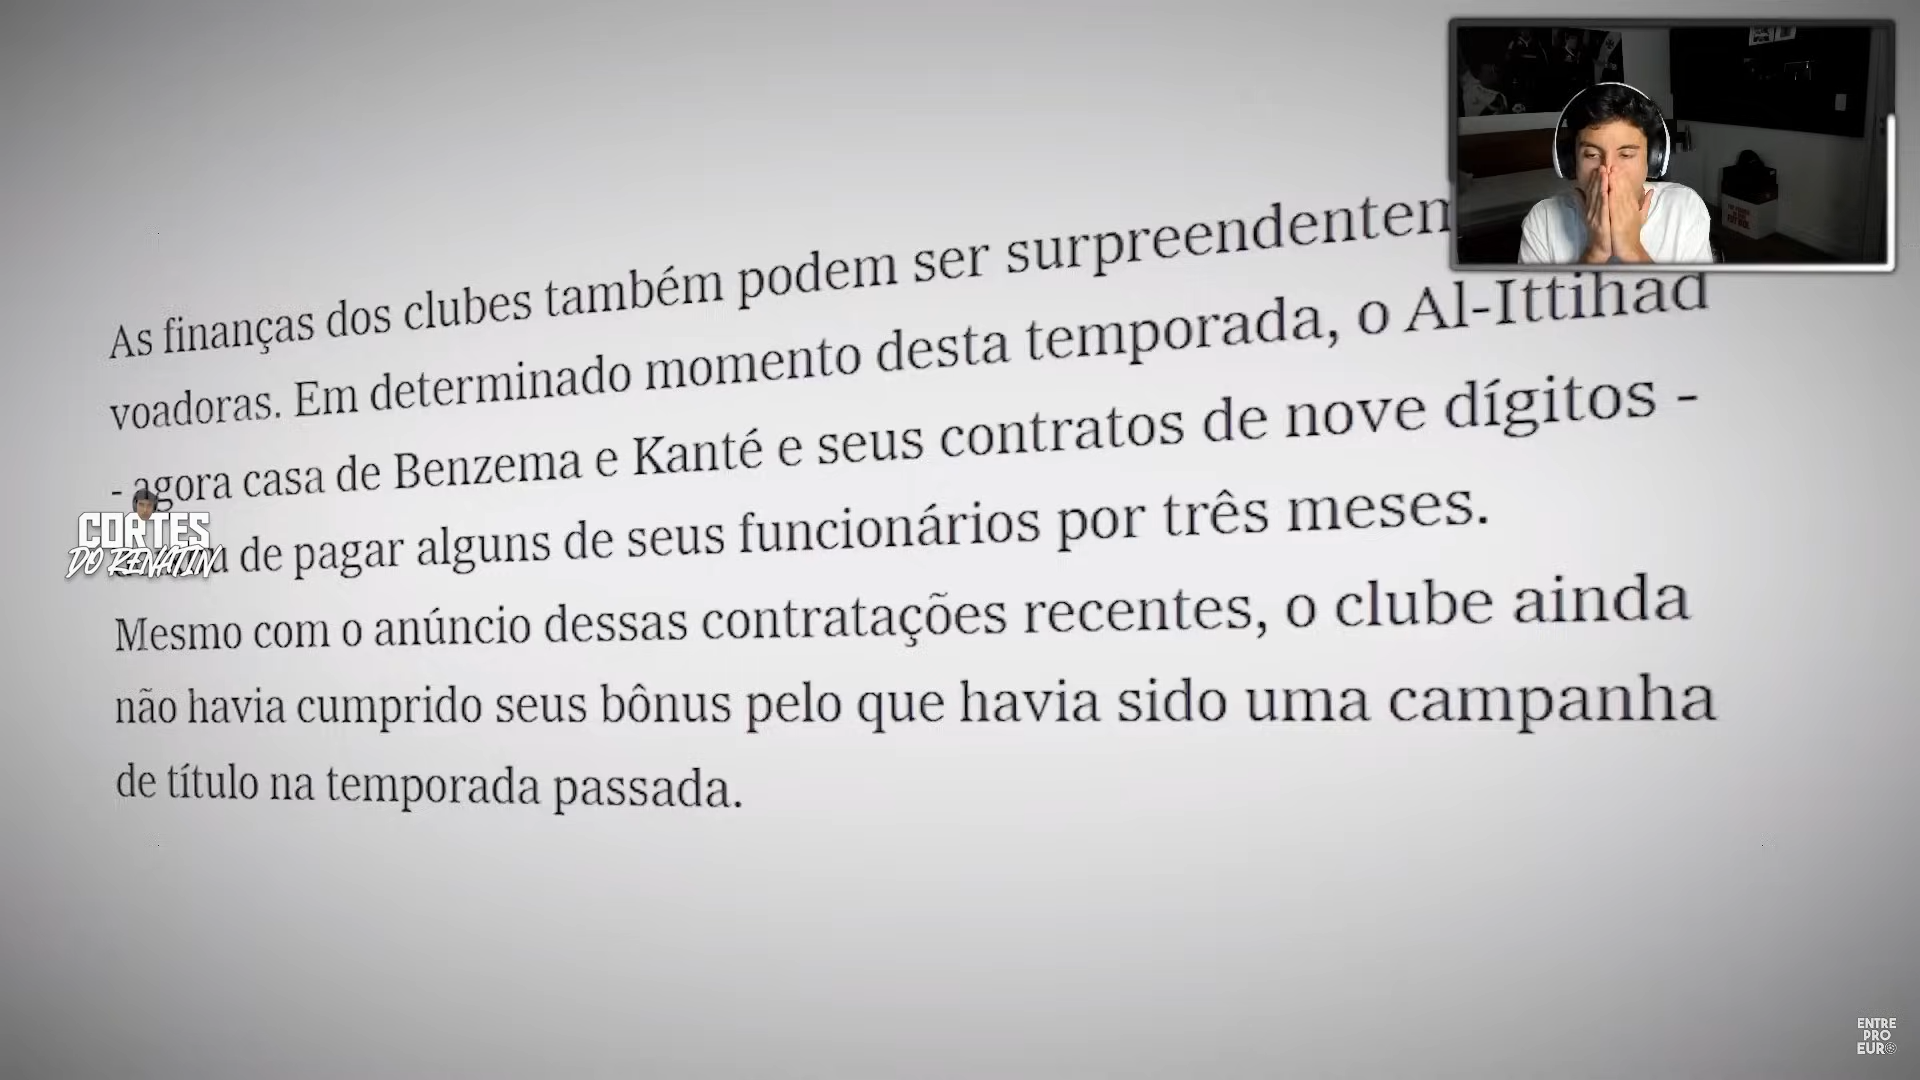 As finanças dos clubes também podem ser
voadoras. Em determinado momento desta temporada, o Al-Ittihad
- agora casa de Benzema e Kanté e seus contratos de nove dígitos -
de pagar alguns de seus funcionários por três meses.
Mesmo com o anúncio dessas contratações recentes, o clube ainda
não havia cumprido seus bônus pelo que havia sido uma campanha
de título na temporada passada.
CORTES
DO RENATIN
ENTRE
PRO
EURO